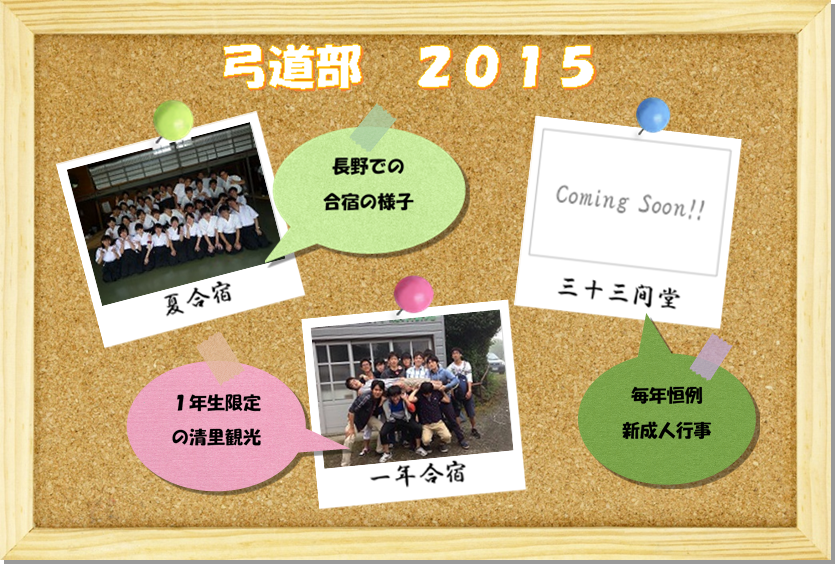 弓道部　２０１５
長野での
合宿の様子
夏合宿
Coming Soon!!
三十三间堂
１年生限定
の清里観光
一年合宿
毎年恒例
新成人行事